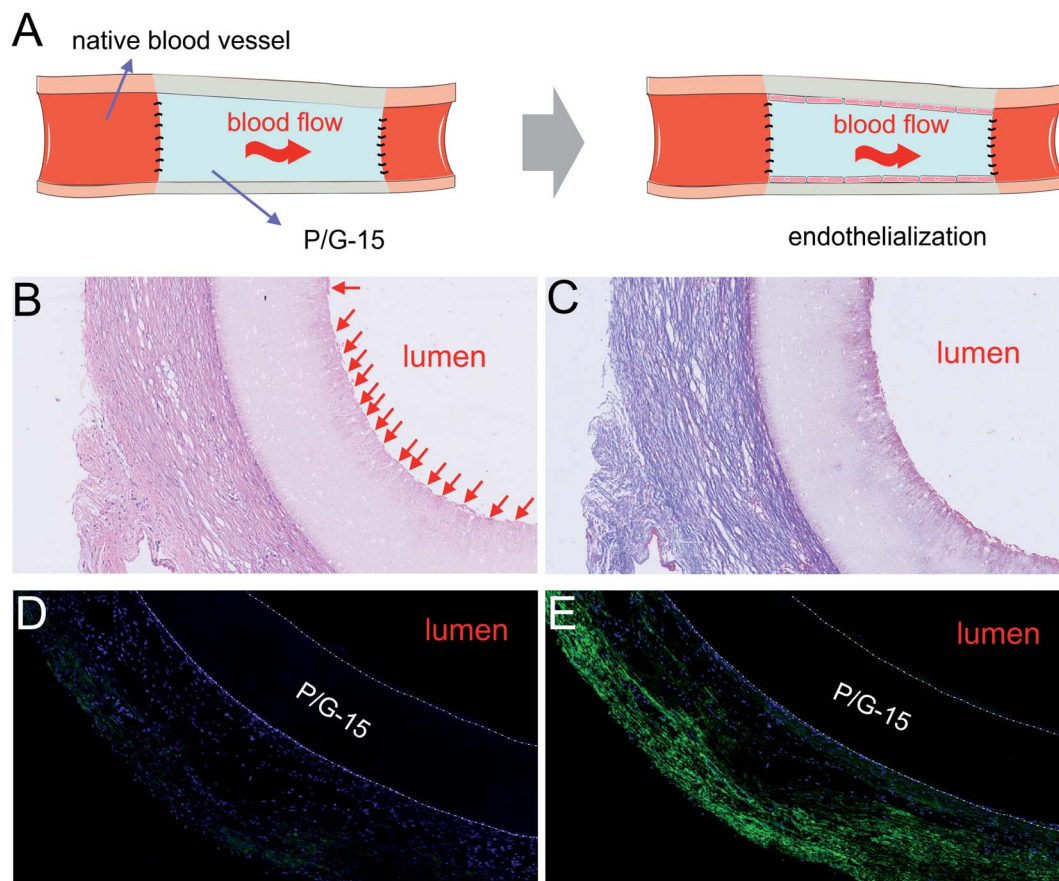 A
native blood vessel
blood flow
P/G-15
blood flow
endothelialization
B
lumen
C
lumen
D
lumen
P/G-15
E
lumen
P/G-15